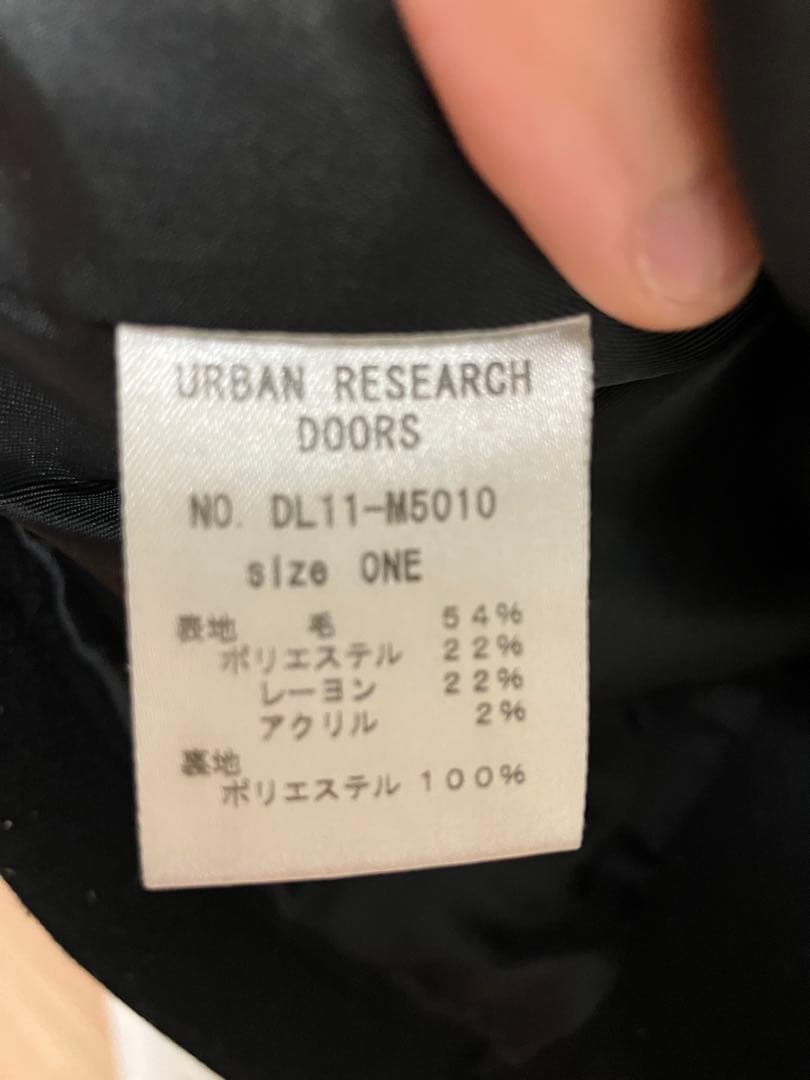 URBAN RESEARCH
DOORS
NO. DL11-M5010
size ONE
表地 毛 54%
ポリエステル 22%
レーヨン 22%
アクリル 2%
裏地
ポリエステル 100%